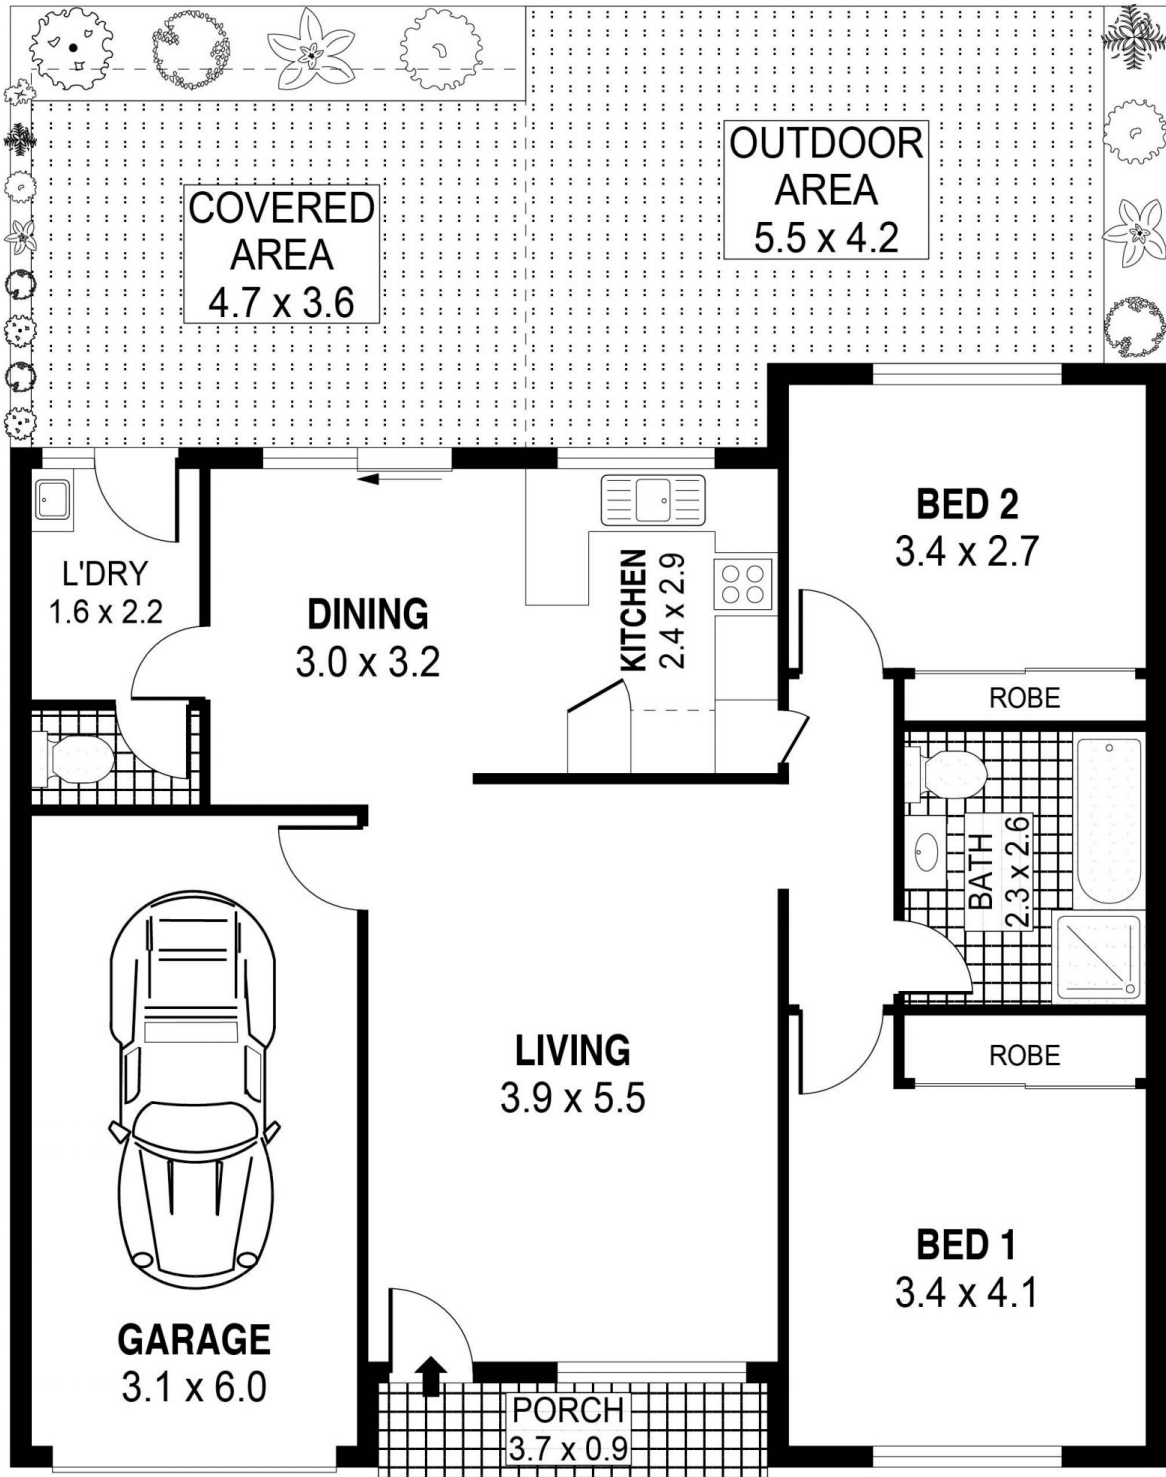 OUTDOOR
AREA
5.5 x 4.2
COVERED
AREA
4.7 x 3.6
BED 2
3.4 x 2.7
L'DRY
1.6 x 2.2
DINING
3.0 x 3.2
KITCHEN
2.4 x 2.9
ROBE
BATH
2.3 x 2.6
LIVING
3.9 x 5.5
ROBE
BED 1
3.4 x 4.1
GARAGE
3.1 x 6.0
PORCH
3.7 x 0.9